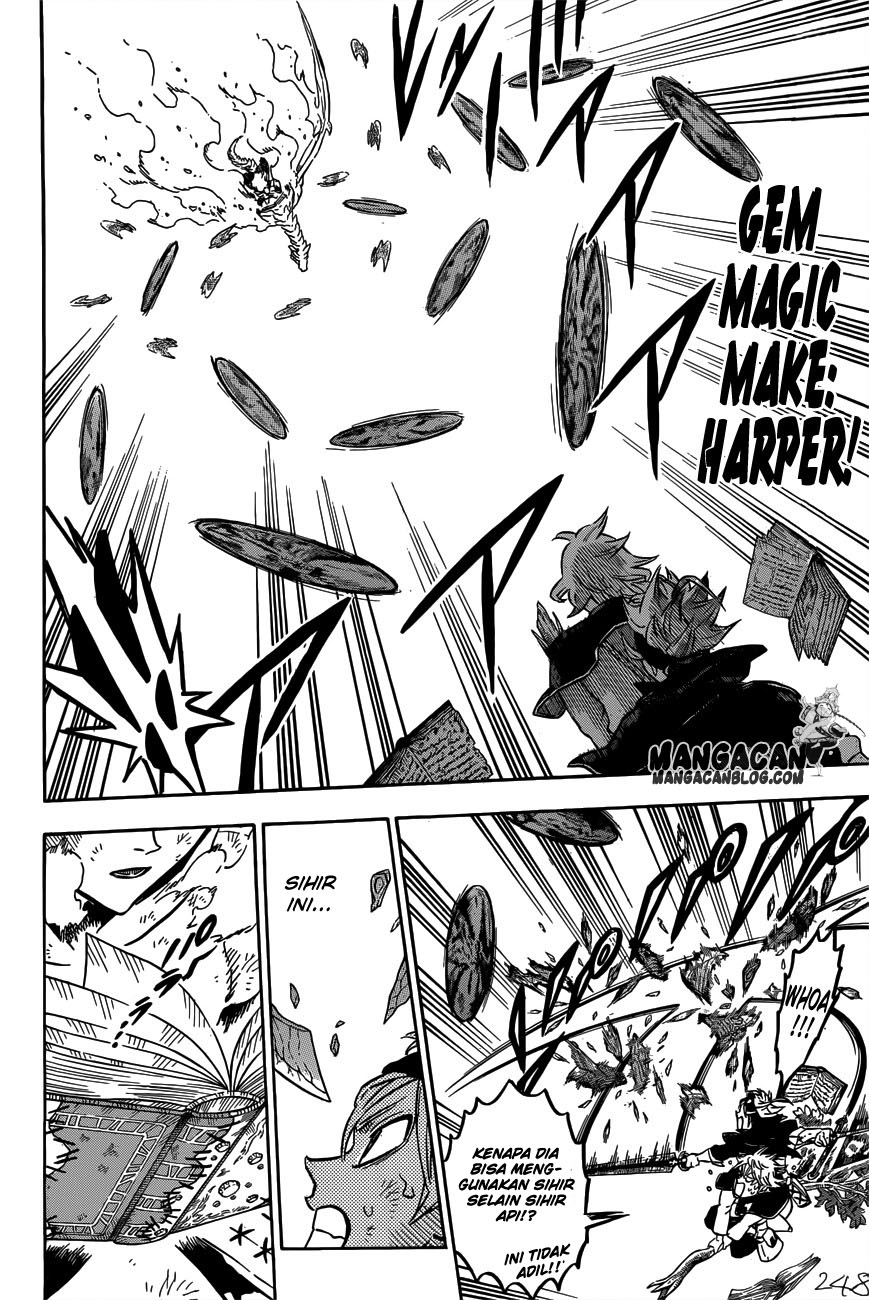 GEM
MAGIC
MAKE:
HARPER!
MANGACAN
MANGACANBLOG.COM
WHOA
!!!
KENAPA DIA
BISA MENG-
GUNAKAN SIHIR
SELAIN SIHIR
API!?
INI TIDAK
ADIL!!
SIHIR
INI...
248